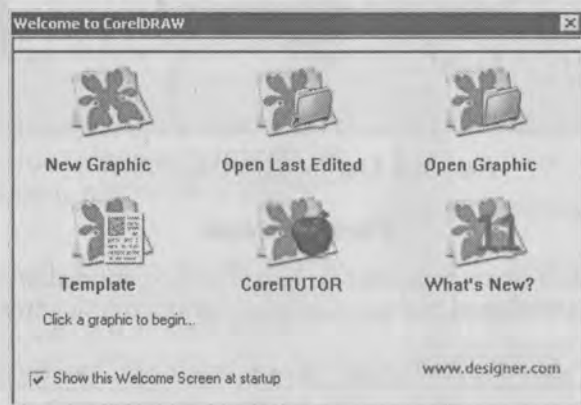 Welcome to CorelDRAW
New Graphic
Open Last Edited
Open Graphic
11
Template
CorelTUTOR
What's New?
Click a graphic to begin...
Show this Welcome Screen at startup
www.designer.com